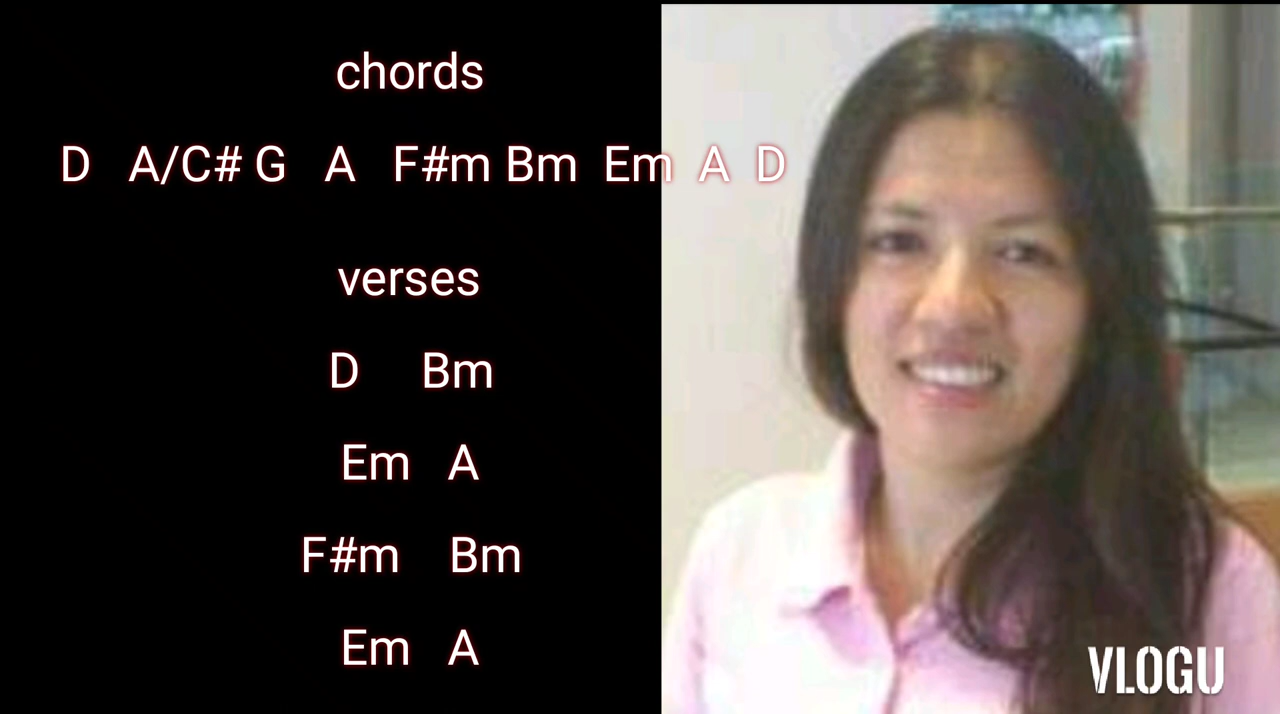 chords
D A/C# G A F#m Bm Em A D
verses
D Bm
Em A
F#m Bm
Em A
VLOGU